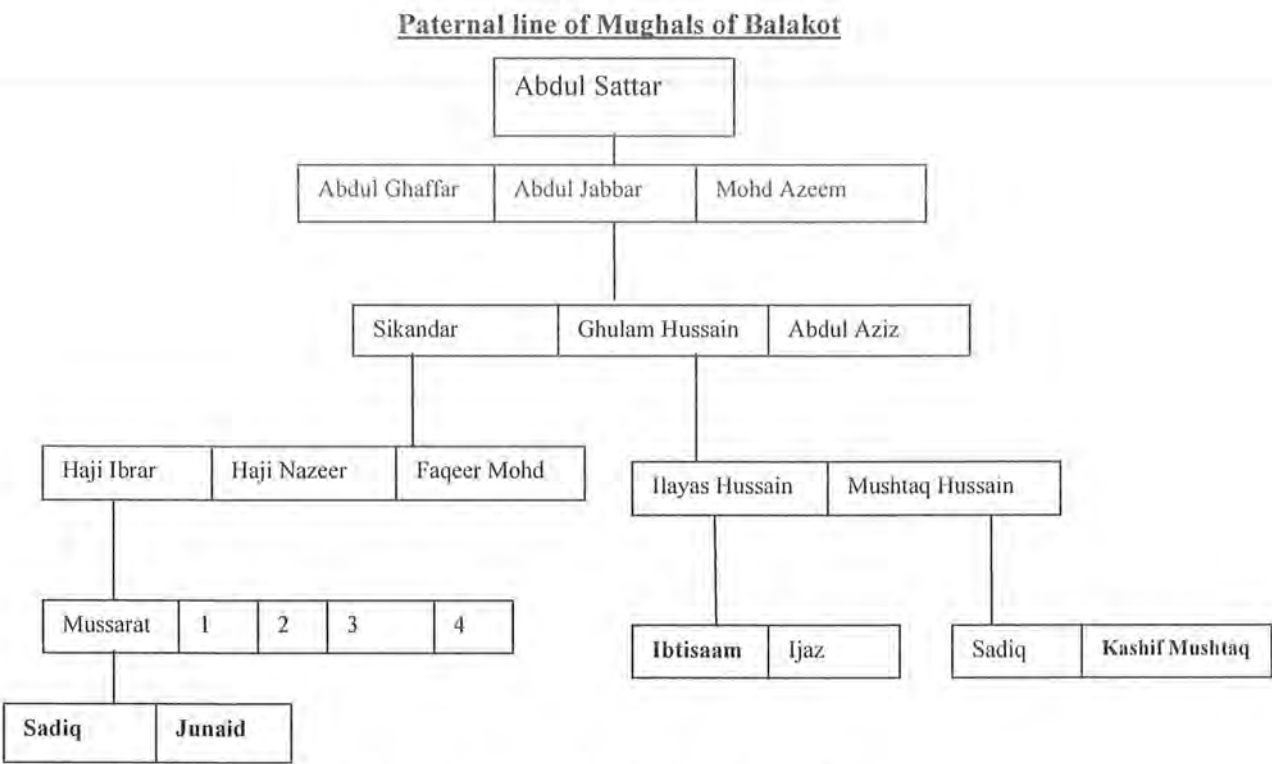 Paternal line of Mughals of Balakot
Abdul Sattar
Abdul Ghaffar Abdul Jabbar Mohd Azeem
Sikandar Ghulam Hussain Abdul Aziz
Haji Ibrar Haji Nazeer Faqeer Mohd
Ilayas Hussain Mushtaq Hussain
Mussarat 1 2 3 4
Ibtisaam Ijaz
Sadiq Kashif Mushtaq
Sadiq Junaid